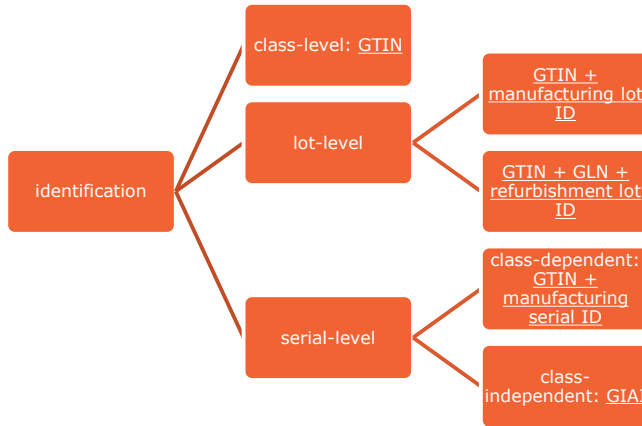 identification
class-level: GTIN
lot-level
GTIN +
manufacturing lot
ID
GTIN + GLN +
refurbishment lot
ID
serial-level
class-dependent:
GTIN +
manufacturing
serial ID
class-
independent: GIAI